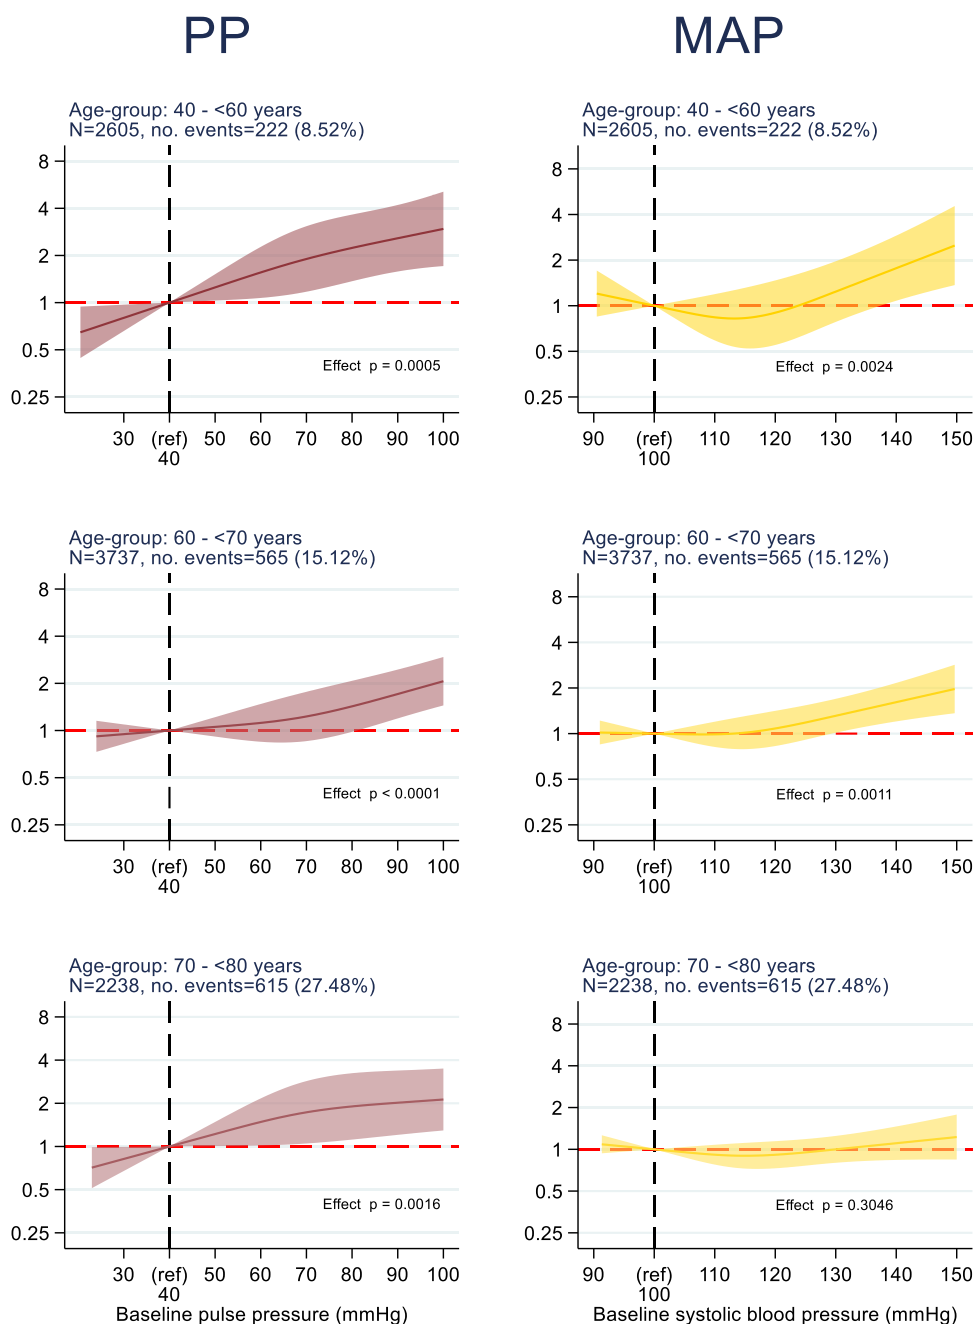 PP
MAP
Age-group: 40 - <60 years
N=2605, no. events=222 (8.52%)
8
4
2
1
0.5
0.25
Effect p = 0.0005
30 (ref) 50 60 70 80 90 100
40
Age-group: 40 - <60 years
N=2605, no. events=222 (8.52%)
8
4
2
1
0.5
0.25
Effect p = 0.0024
90 (ref) 110 120 130 140 150
100
Age-group: 60 - <70 years
N=3737, no. events=565 (15.12%)
8
4
2
1
0.5
0.25
Effect p < 0.0001
30 (ref) 50 60 70 80 90 100
40
Age-group: 60 - <70 years
N=3737, no. events=565 (15.12%)
8
4
2
1
0.5
0.25
Effect p = 0.0011
90 (ref) 110 120 130 140 150
100
Age-group: 70 - <80 years
N=2238, no. events=615 (27.48%)
8
4
2
1
0.5
0.25
Effect p = 0.0016
30 (ref) 50 60 70 80 90 100
40
Baseline pulse pressure (mmHg)
Age-group: 70 - <80 years
N=2238, no. events=615 (27.48%)
8
4
2
1
0.5
0.25
Effect p = 0.3046
90 (ref) 110 120 130 140 150
100
Baseline systolic blood pressure (mmHg)